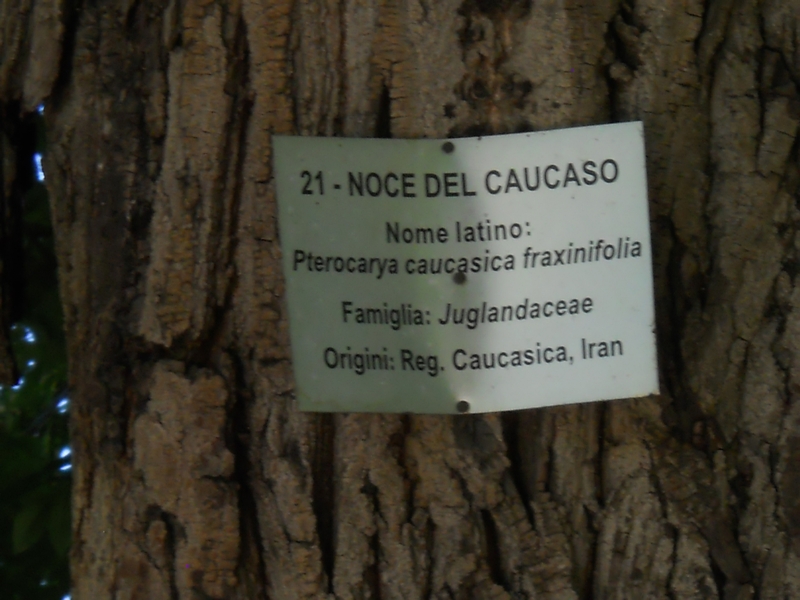 21 - NOCE DEL CAUCASO
Nome latino:
Pterocarya caucasica fraxinifolia
Famiglia: Juglandaceae
Origini: Reg. Caucasica, Iran